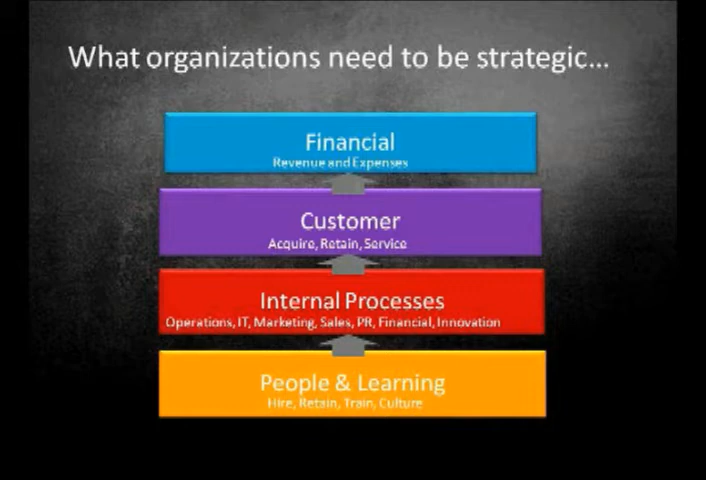 What organizations need to be strategic...
Financial
Revenue and Expenses
Customer
Acquire, Retain, Service
Internal Processes
Operations, IT, Marketing, Sales, PR, Financial, Innovation
People & Learning
Hire, Retain, Train, Culture